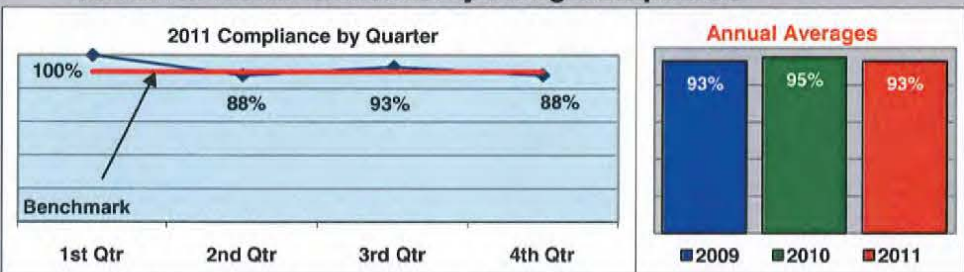 2011 Compliance by Quarter
100%
88%
93%
88%
Benchmark
1st Qtr
2nd Qtr
3rd Qtr
4th Qtr
Annual Averages
93%
95%
93%
2009
2010
2011